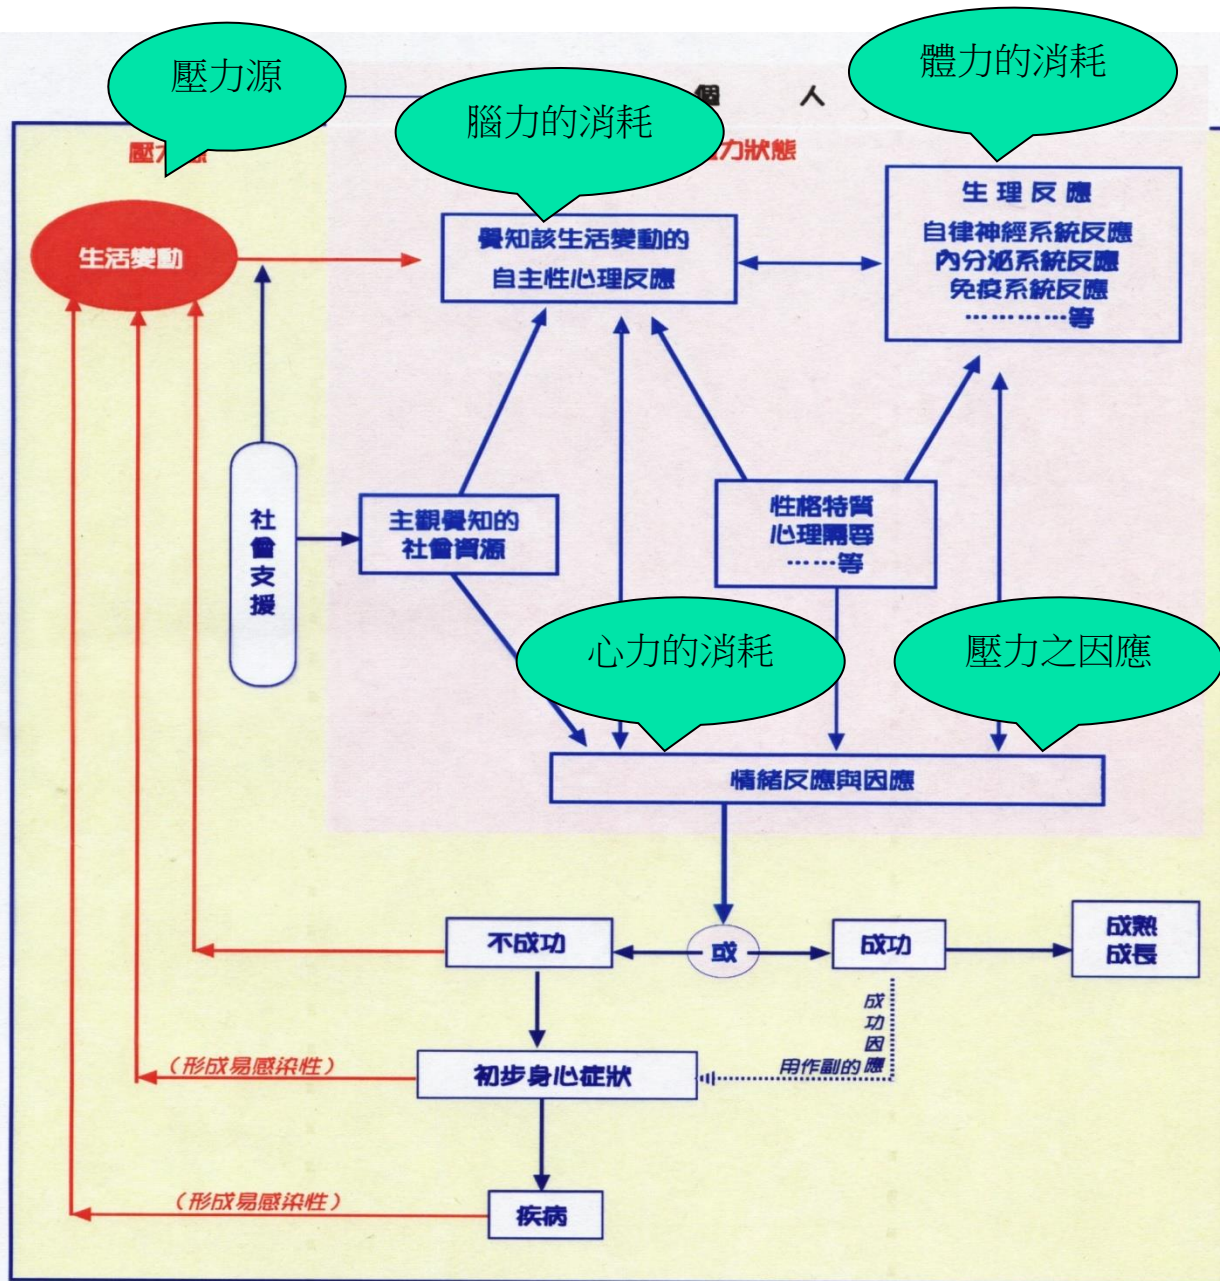 壓力源
體力的消耗
個 人
腦力的消耗
壓力
力狀態
生理反應
自律神經系統反應
內分泌系統反應
免疫系統反應
…………等
覺知該生活變動的
自主性心理反應
生活變動
社會支援
主觀覺知的
社會資源
性格特質
心理需要
……等
心力的消耗
壓力之因應
情緒反應與因應
不成功
或
成功
成熟
成長
成功因應
用作副的
(形成易感染性)
初步身心症狀
(形成易感染性)
疾病